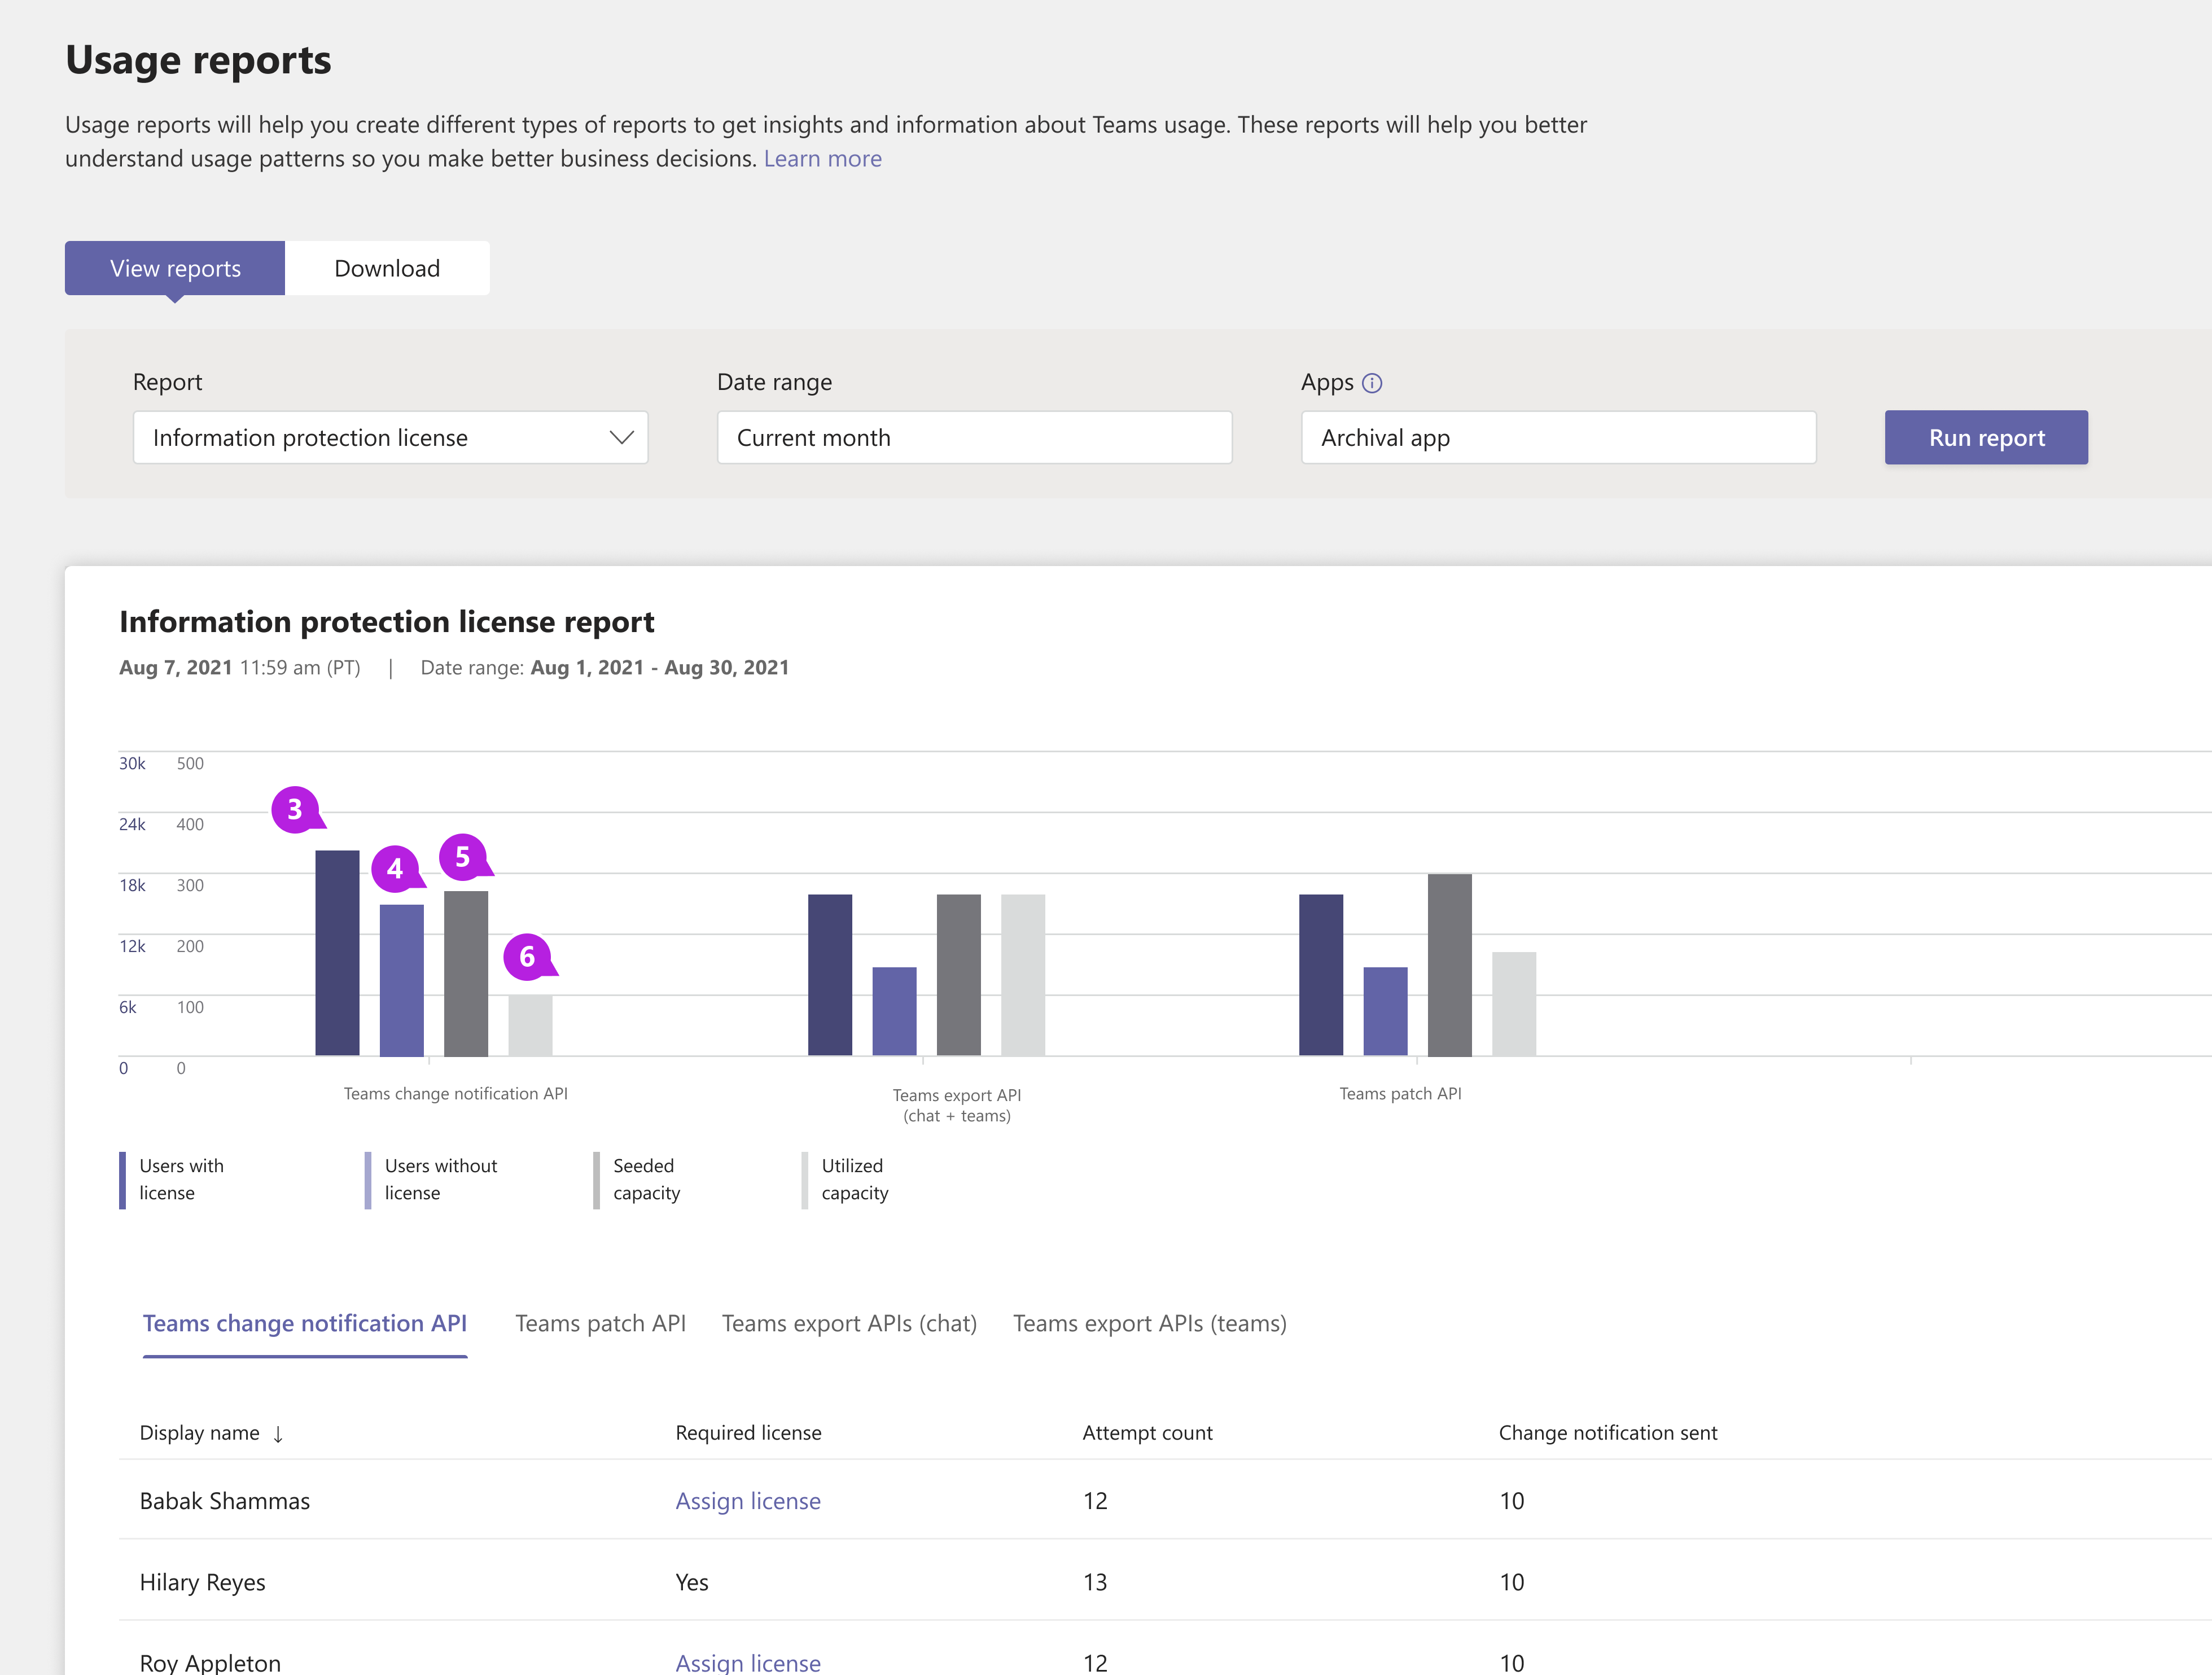 Usage reports
Usage reports will help you create different types of reports to get insights and information about Teams usage. These reports will help you better
understand usage patterns so you make better business decisions. Learn more
View reports Download
Report Date range Apps
Information protection license Current month Archival app Run report
Information protection license report
Aug 7, 2021 11:59 am (PT) | Date range: Aug 1, 2021 - Aug 30, 2021
30k 500
3
24k 400
5
4
18k 300
12k 200
6
6k 100
0 0
Teams change notification API
Teams export API
(chat + teams)
Teams patch API
Users with
license
Users without
license
Seeded
capacity
Utilized
capacity
Teams change notification API Teams patch API Teams export APIs (chat) Teams export APIs (teams)
Display name ↓ Required license Attempt count Change notification sent
Babak Shammas Assign license 12 10
Hilary Reyes Yes 13 10
Roy Appleton Assign license 12 10